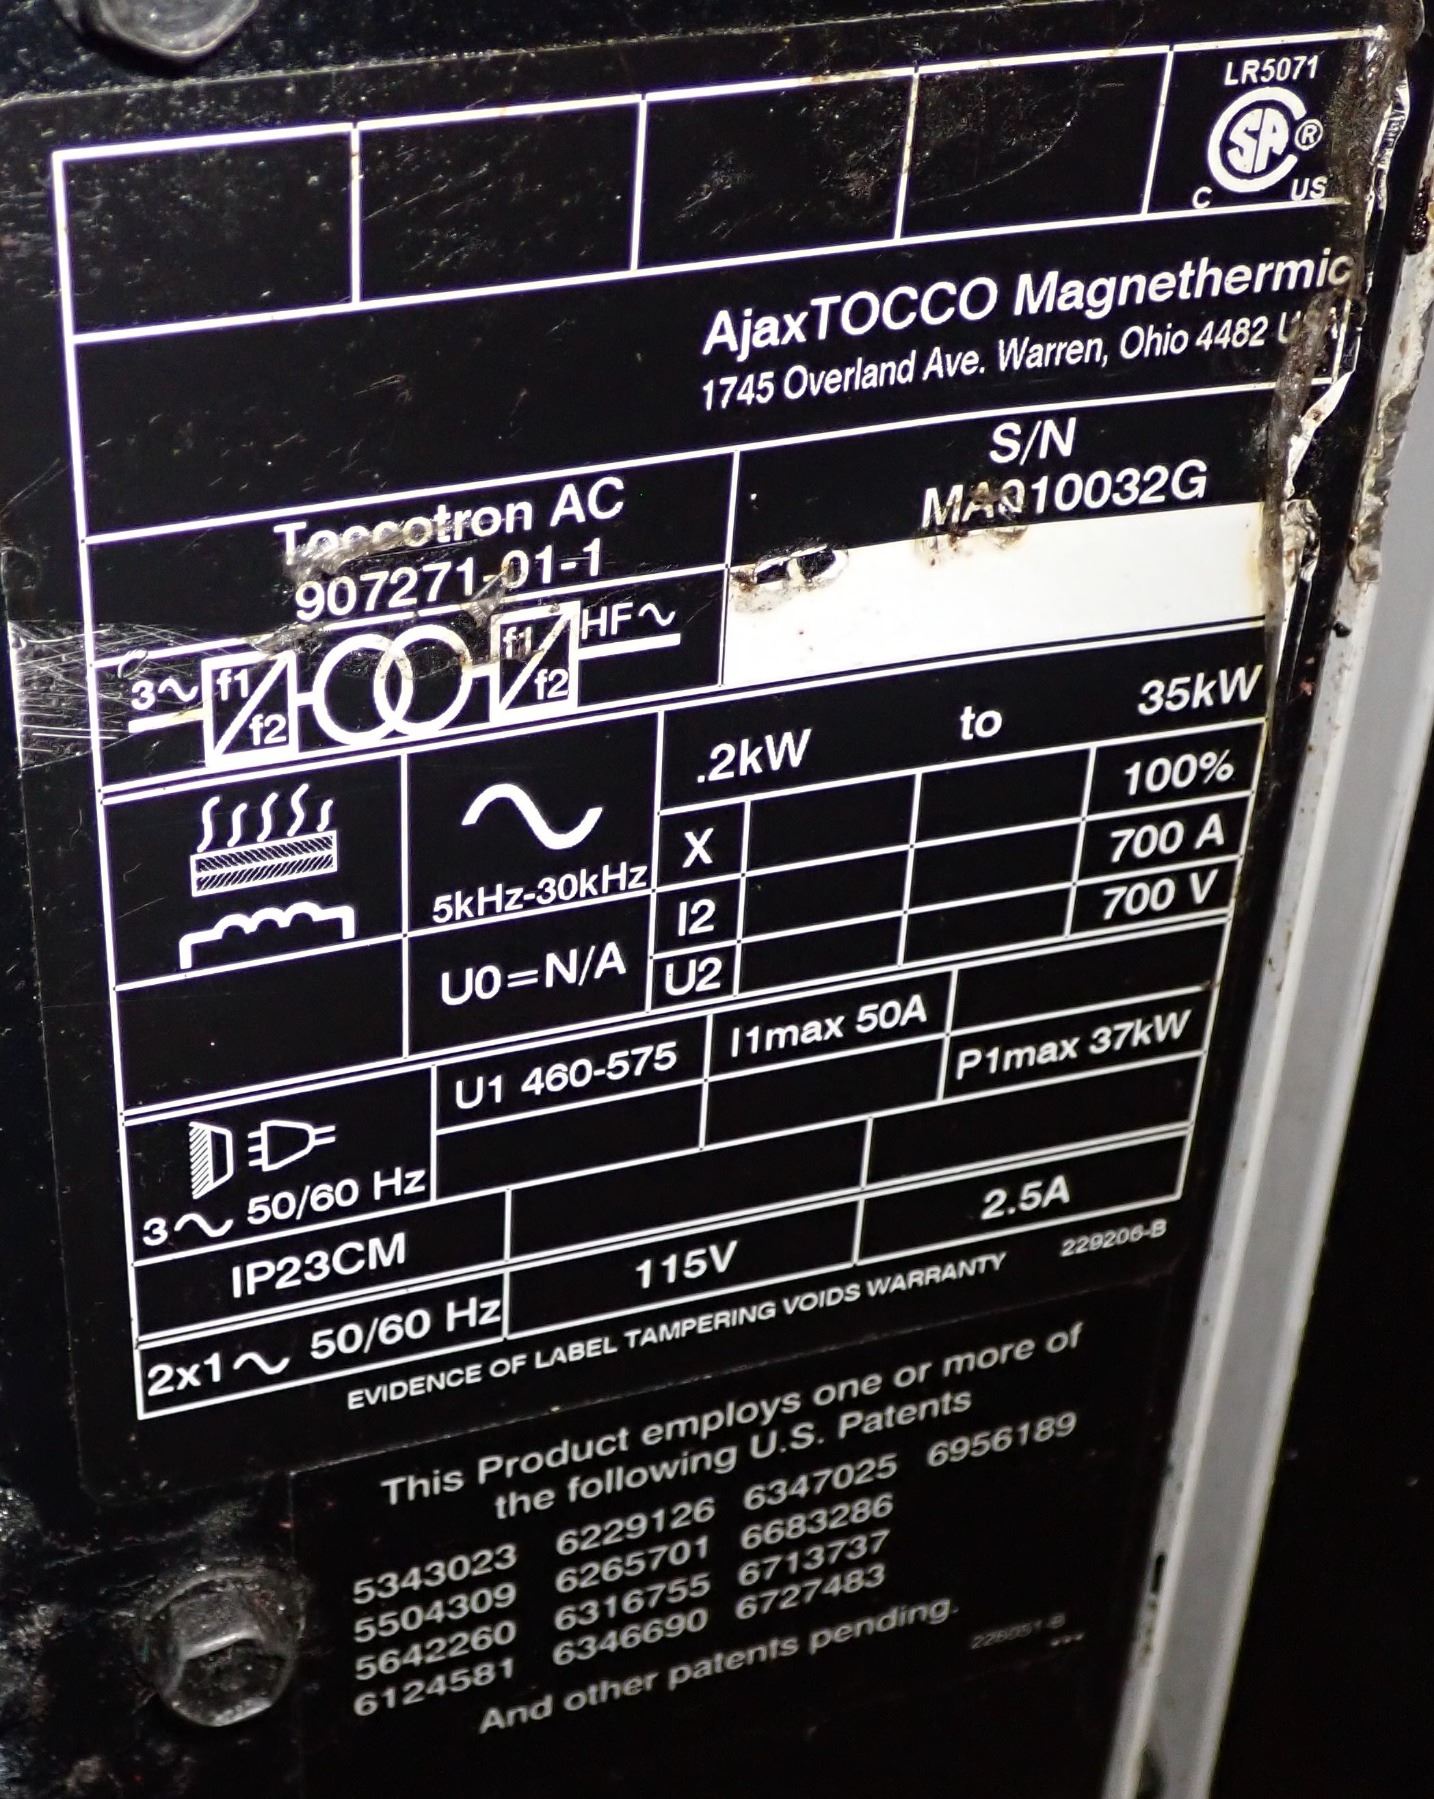 LR5071
SA ®
C US
AjaxTOCCO Magnethermic
1745 Overland Ave. Warren, Ohio 4482 USA
Toccotron AC
907271-01-1
S/N
MA010032G
3~ f1/f2 f1/f2 HF~
.2kW to 35kW
5kHz-30kHz
X 100%
I2 700 A
U0=N/A
U2 700 V
U1 460-575 I1max 50A P1max 37kW
3~ 50/60 Hz
IP23CM
2x1~ 50/60 Hz 115V 2.5A
EVIDENCE OF LABEL TAMPERING VOIDS WARRANTY 229206-B
This Product employs one or more of
the following U.S. Patents
5343023 6229126 6347025 6956189
5504309 6265701 6683286
5642260 6316755 6713737
6124581 6346690 6727483
And other patents pending.